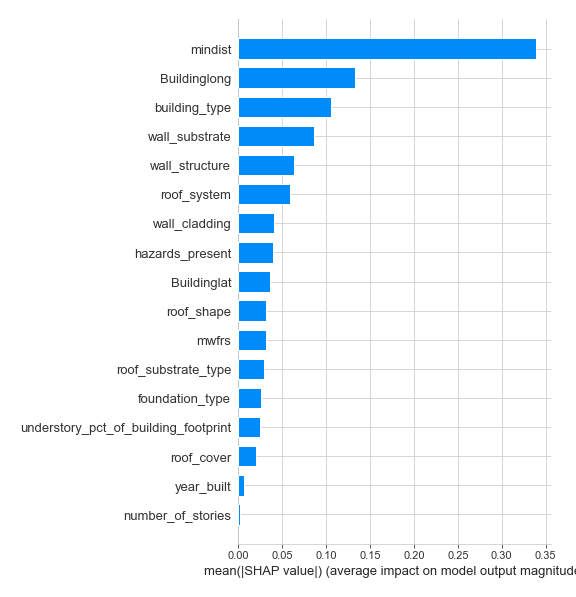 mindist
Buildinglong
building_type
wall_substrate
wall_structure
roof_system
wall_cladding
hazards_present
Buildinglat
roof_shape
mwfrs
roof_substrate_type
foundation_type
understory_pct_of_building_footprint
roof_cover
year_built
number_of_stories
0.00 0.05 0.10 0.15 0.20 0.25 0.30 0.35
mean(|SHAP value|) (average impact on model output magnitude